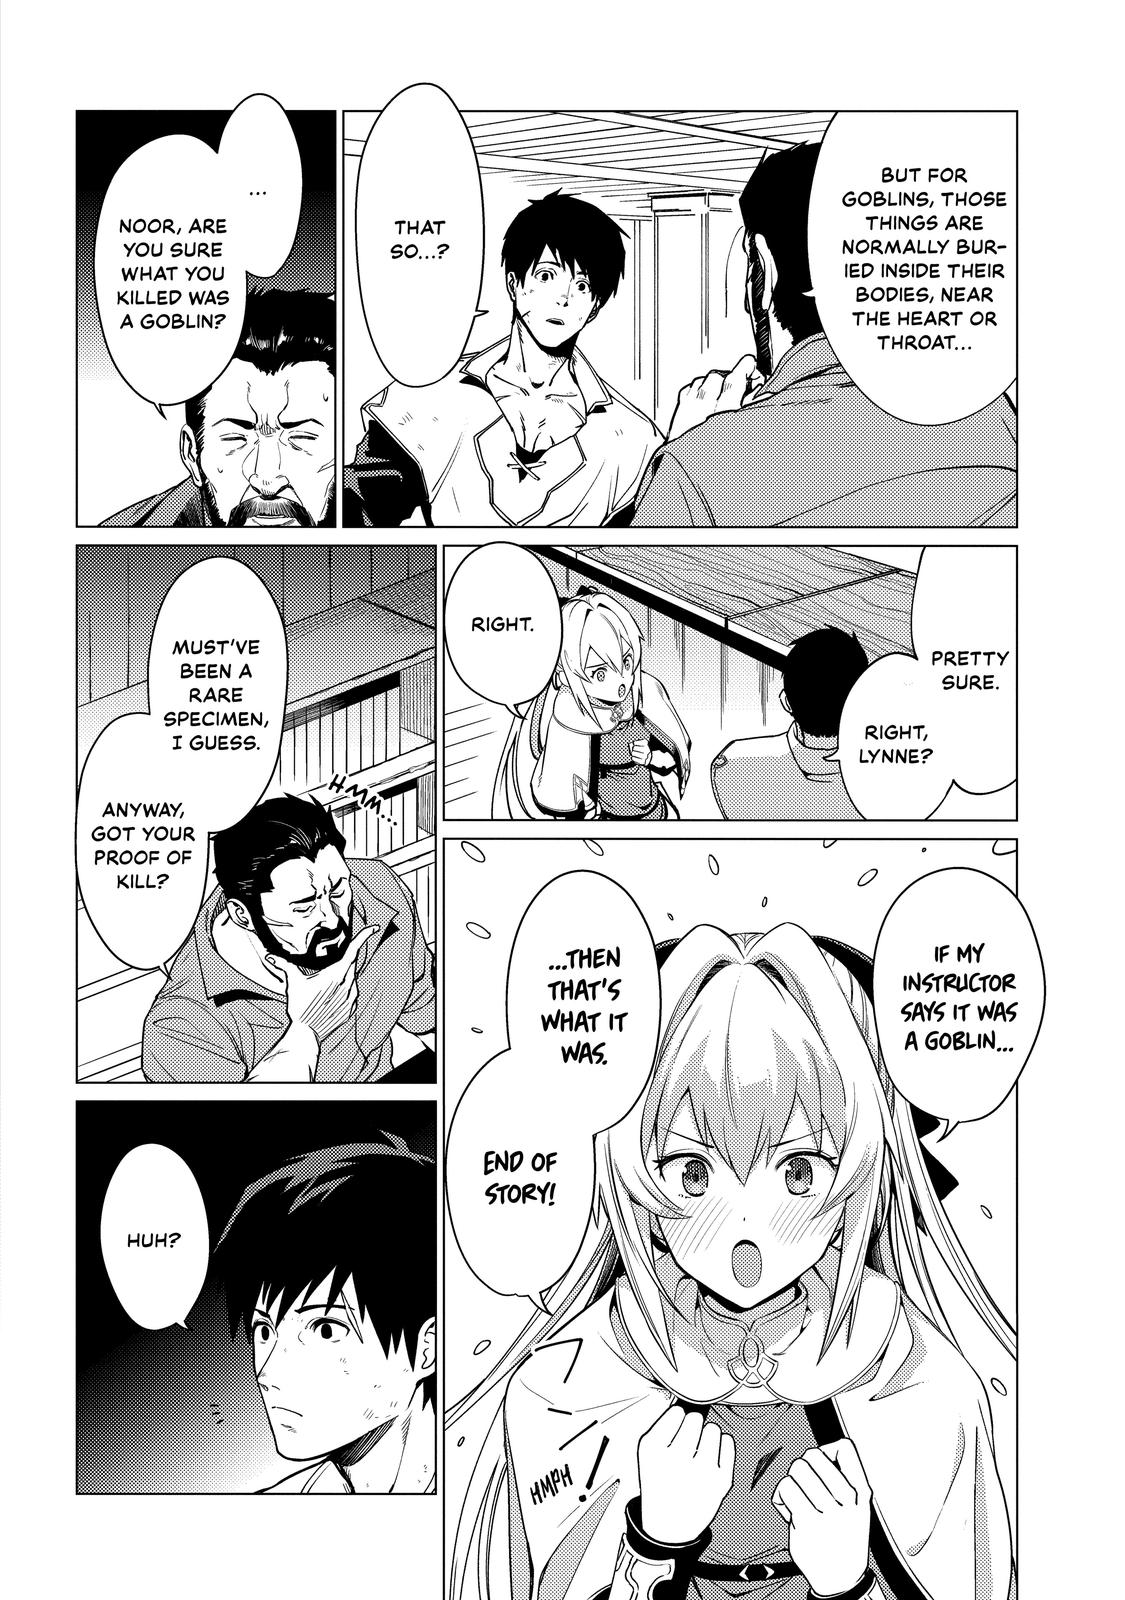 BUT FOR
GOBLINS, THOSE
THINGS ARE
NORMALLY BUR-
IED INSIDE THEIR
BODIES, NEAR
THE HEART OR
THROAT...
THAT
SO...?
...
NOOR, ARE
YOU SURE
WHAT YOU
KILLED WAS
A GOBLIN?
PRETTY
SURE.
RIGHT,
LYNNE?
RIGHT.
MUST'VE
BEEN A
RARE
SPECIMEN,
I GUESS.
HMM...
ANYWAY,
GOT YOUR
PROOF OF
KILL?
IF MY
INSTRUCTOR
SAYS IT WAS
A GOBLIN...
...THEN
THAT'S
WHAT IT
WAS.
END OF
STORY!
フン!
HMPH
HUH?